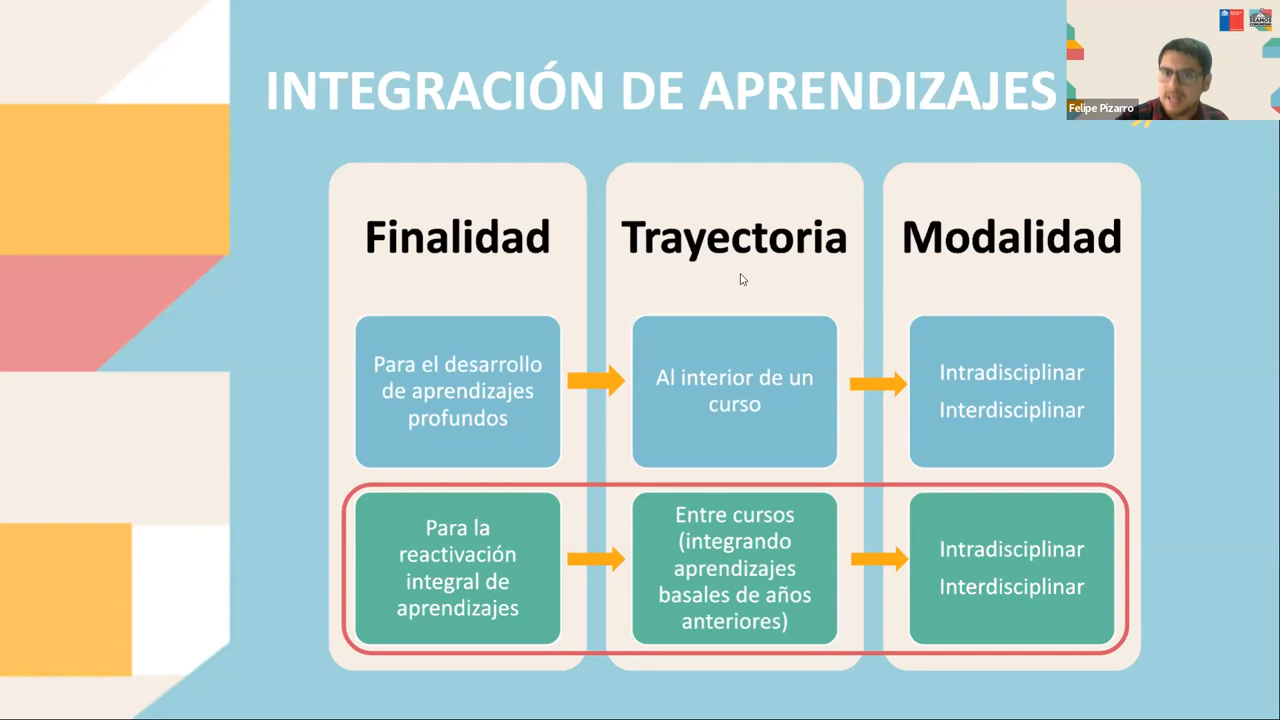 INTEGRACIÓN DE APRENDIZAJES
SEAMOS
Felipe Pizarro
Finalidad
Trayectoria
Modalidad
Para el desarrollo
de aprendizajes
profundos
Al interior de un
curso
Intradisciplinar
Interdisciplinar
Para la
reactivación
integral de
aprendizajes
Entre cursos
(integrando
aprendizajes
basales de años
anteriores)
Intradisciplinar
Interdisciplinar